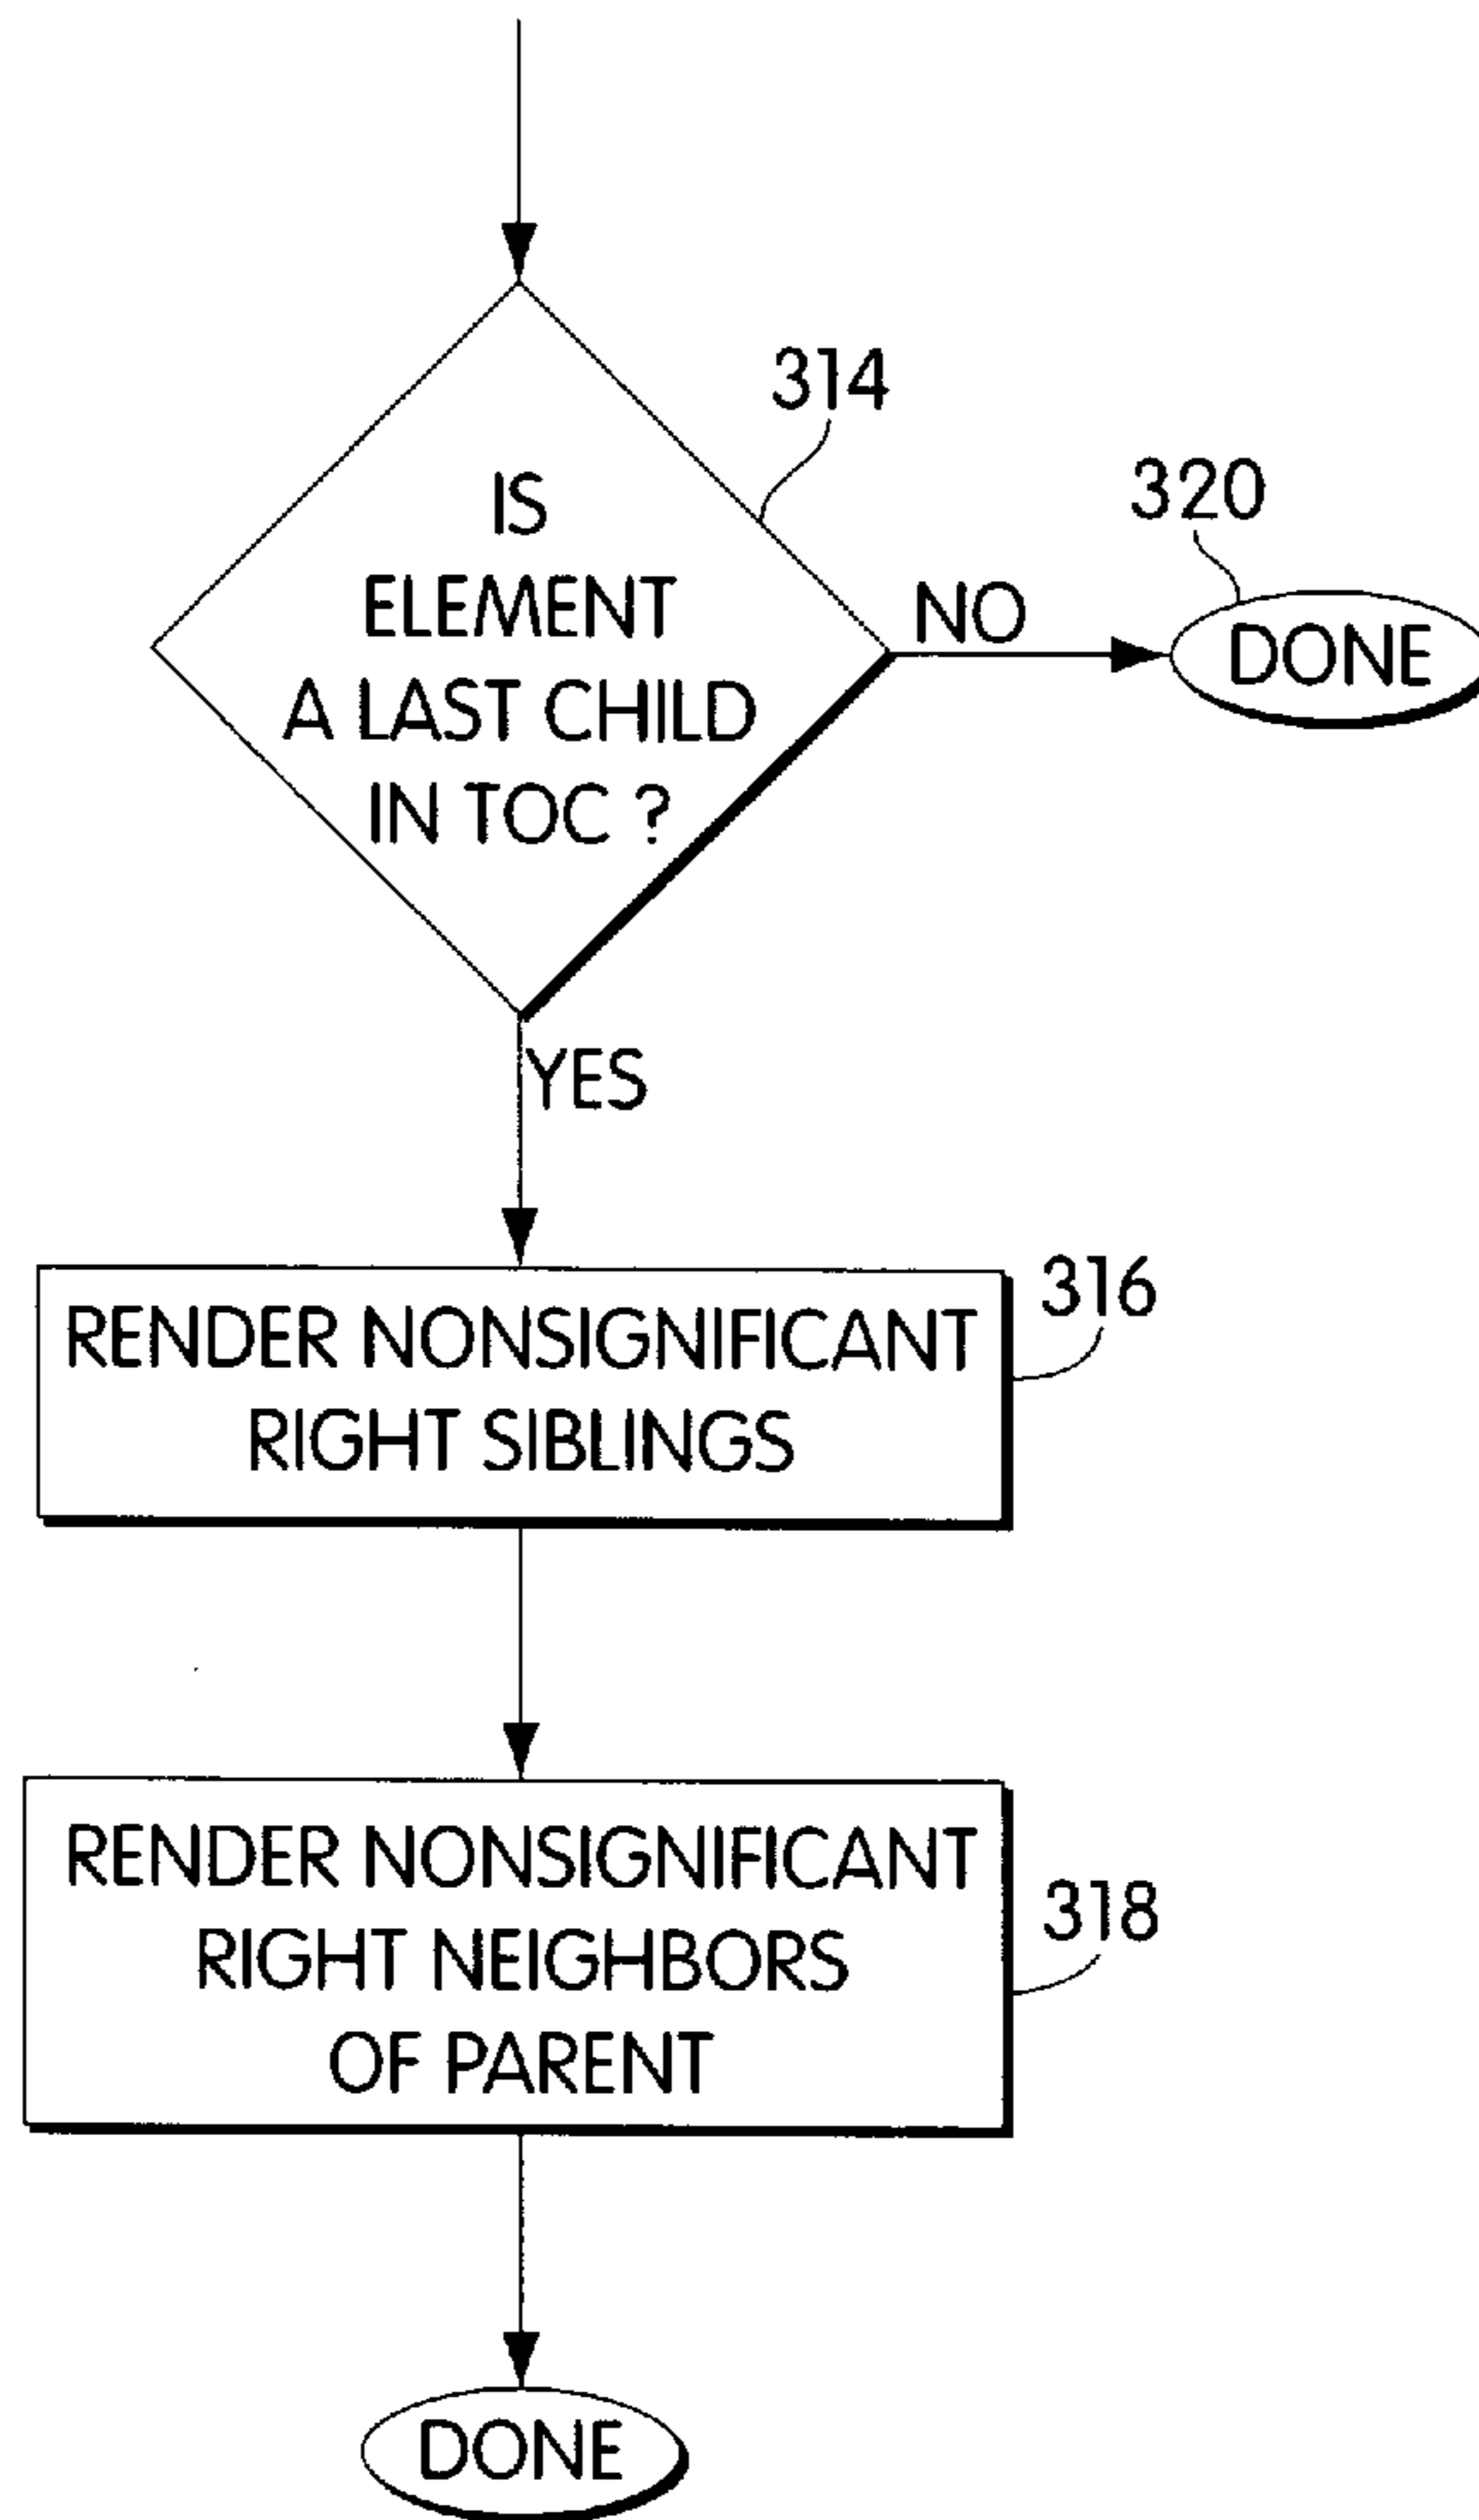 314
IS
ELEMENT
A LAST CHILD
IN TOC ?
320
NO
DONE
YES
316
RENDER NONSIGNIFICANT
RIGHT SIBLINGS
318
RENDER NONSIGNIFICANT
RIGHT NEIGHBORS
OF PARENT
DONE